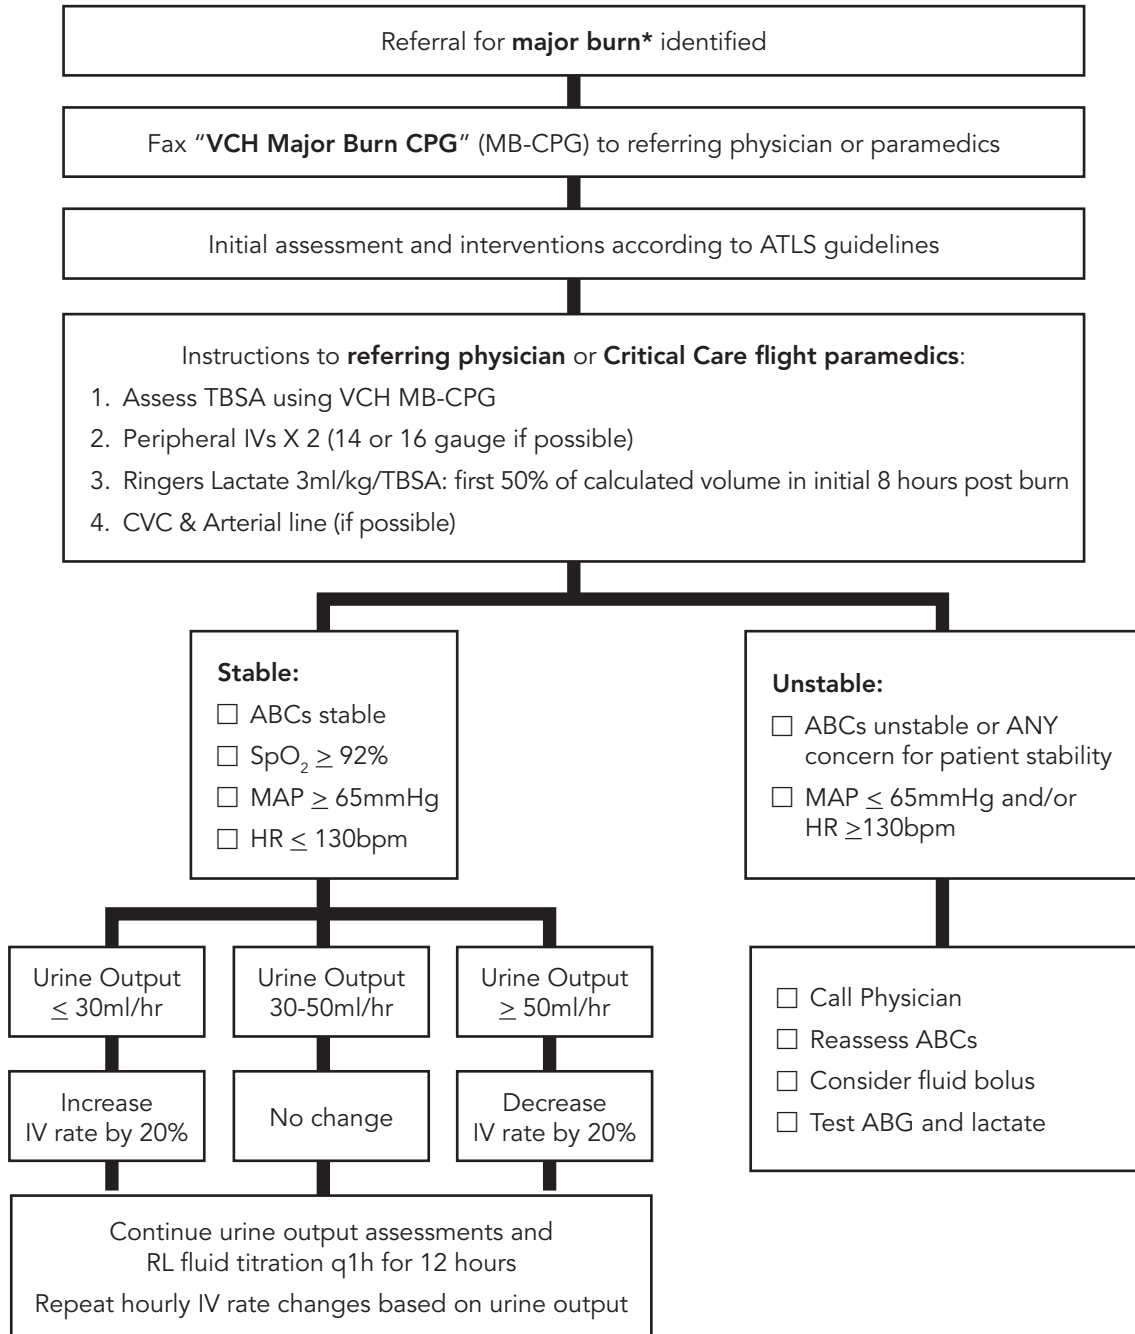 Referral for major burn* identified
Fax “VCH Major Burn CPG” (MB-CPG) to referring physician or paramedics
Initial assessment and interventions according to ATLS guidelines
Instructions to referring physician or Critical Care flight paramedics:
1. Assess TBSA using VCH MB-CPG
2. Peripheral IVs X 2 (14 or 16 gauge if possible)
3. Ringers Lactate 3ml/kg/TBSA: first 50% of calculated volume in initial 8 hours post burn
4. CVC & Arterial line (if possible)
Stable:
☐ ABCs stable
☐ SpO₂ ≥ 92%
☐ MAP ≥ 65mmHg
☐ HR ≤ 130bpm
Unstable:
☐ ABCs unstable or ANY
concern for patient stability
☐ MAP ≤ 65mmHg and/or
HR ≥130bpm
Urine Output
≤ 30ml/hr
Urine Output
30-50ml/hr
Urine Output
≥ 50ml/hr
Increase
IV rate by 20%
No change
Decrease
IV rate by 20%
☐ Call Physician
☐ Reassess ABCs
☐ Consider fluid bolus
☐ Test ABG and lactate
Continue urine output assessments and
RL fluid titration q1h for 12 hours
Repeat hourly IV rate changes based on urine output